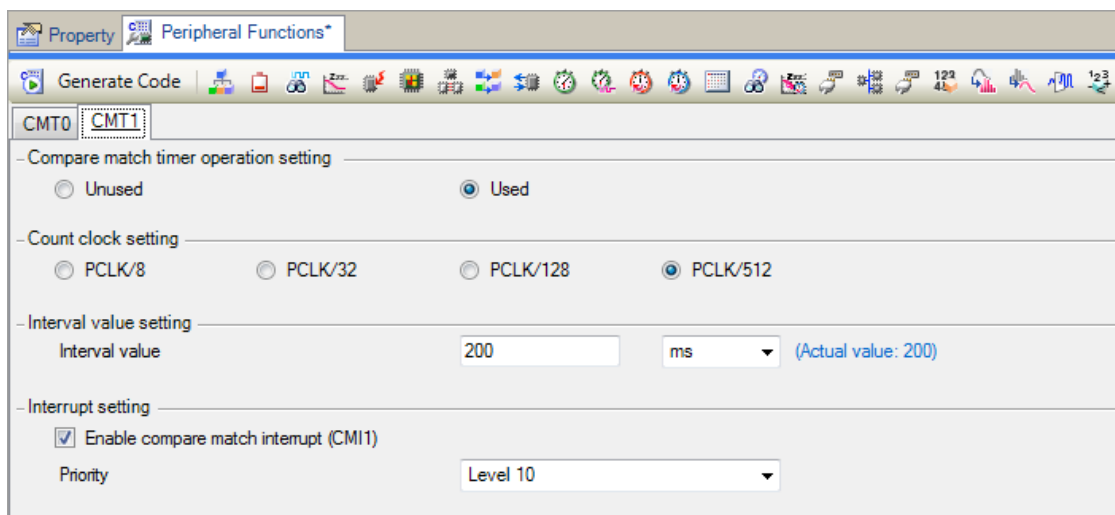 Property Peripheral Functions*
Generate Code
CMT0 CMT1
Compare match timer operation setting
Unused Used
Count clock setting
PCLK/8 PCLK/32 PCLK/128 PCLK/512
Interval value setting
Interval value 200 ms (Actual value: 200)
Interrupt setting
Enable compare match interrupt (CMI1)
Priority Level 10